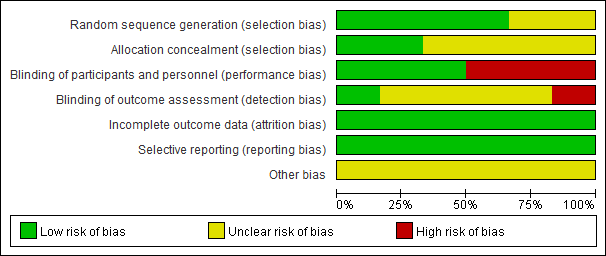 Random sequence generation (selection bias)
Allocation concealment (selection bias)
Blinding of participants and personnel (performance bias)
Blinding of outcome assessment (detection bias)
Incomplete outcome data (attrition bias)
Selective reporting (reporting bias)
Other bias
0% 25% 50% 75% 100%
Low risk of bias Unclear risk of bias High risk of bias